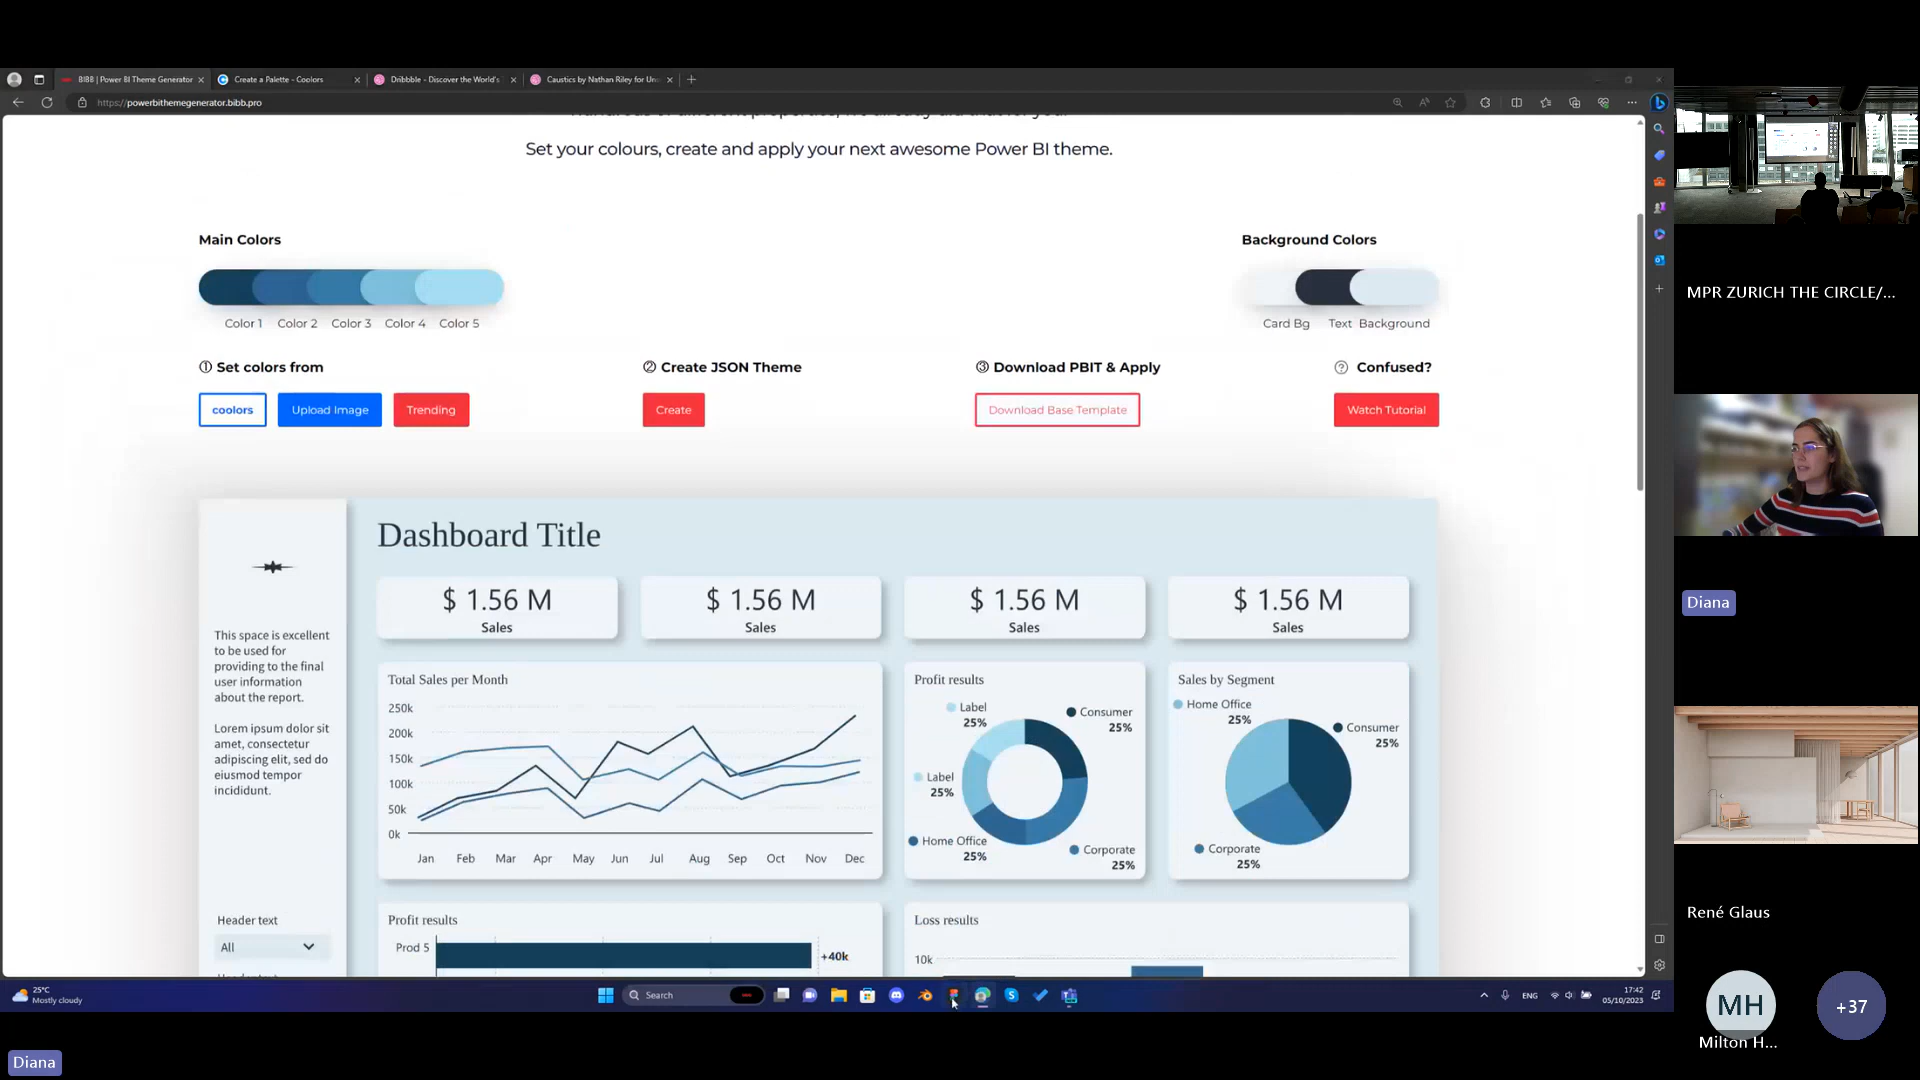 BIBB | Power BI Theme Generator
Create a Palette - Coolors
Dribbble - Discover the World's
Caustics by Nathan Riley for Un
https://powerbithemegenerator.bibb.pro
Set your colours, create and apply your next awesome Power BI theme.
Main Colors
Background Colors
Color 1 Color 2 Color 3 Color 4 Color 5
Card Bg Text Background
① Set colors from
② Create JSON Theme
③ Download PBIT & Apply
? Confused?
coolors Upload Image Trending
Create
Download Base Template
Watch Tutorial
Dashboard Title
This space is excellent
to be used for
providing to the final
user information
about the report.
Lorem ipsum dolor sit
amet, consectetur
adipiscing elit, sed do
eiusmod tempor
incididunt.
Header text
All
$ 1.56 M
Sales
$ 1.56 M
Sales
$ 1.56 M
Sales
$ 1.56 M
Sales
Total Sales per Month
250k
200k
150k
100k
50k
0k
Jan Feb Mar Apr May Jun Jul Aug Sep Oct Nov Dec
Profit results
Label
25%
Consumer
25%
Label
25%
Home Office
25%
Corporate
25%
Sales by Segment
Home Office
25%
Consumer
25%
Corporate
25%
Profit results
Prod 5
+40k
Loss results
10k
25°C
Mostly cloudy
Search
ENG
17:42
05/10/2023
MPR ZURICH THE CIRCLE/...
Diana
René Glaus
MH
Milton H...
+37
Diana